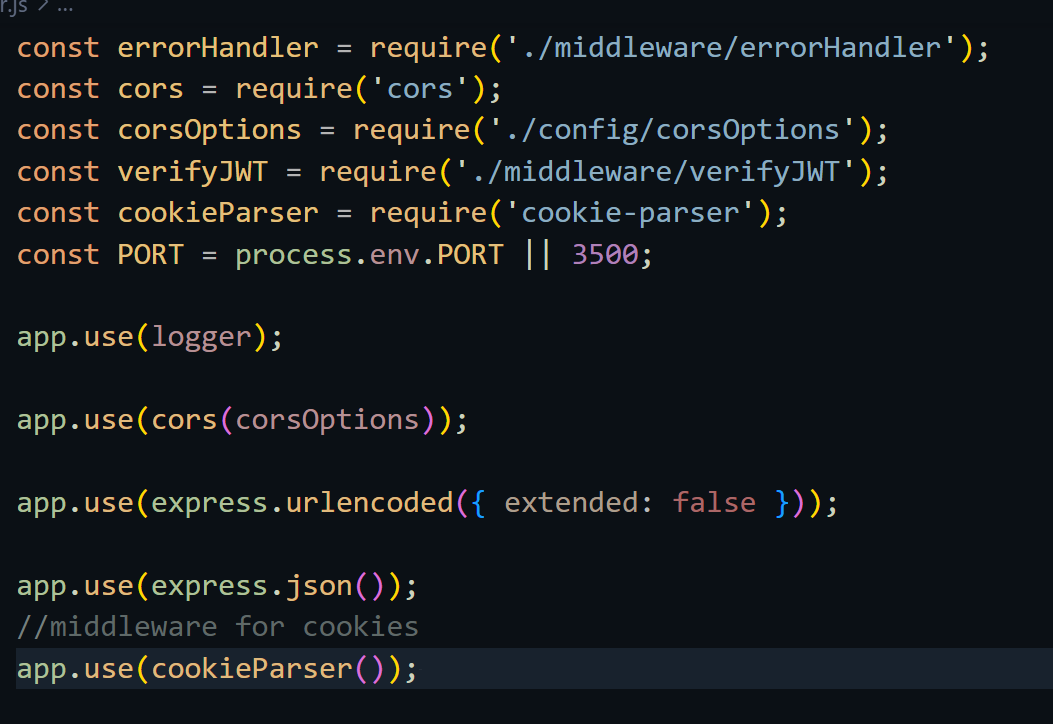 r.js > ...
const errorHandler = require('./middleware/errorHandler');
const cors = require('cors');
const corsOptions = require('./config/corsOptions');
const verifyJWT = require('./middleware/verifyJWT');
const cookieParser = require('cookie-parser');
const PORT = process.env.PORT || 3500;
app.use(logger);
app.use(cors(corsOptions));
app.use(express.urlencoded({ extended: false }));
app.use(express.json());
//middleware for cookies
app.use(cookieParser());